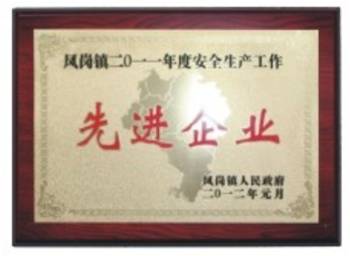 凤岗镇二〇一一年度安全生产工作
先进企业
凤岗镇人民政府
二〇一二年元月